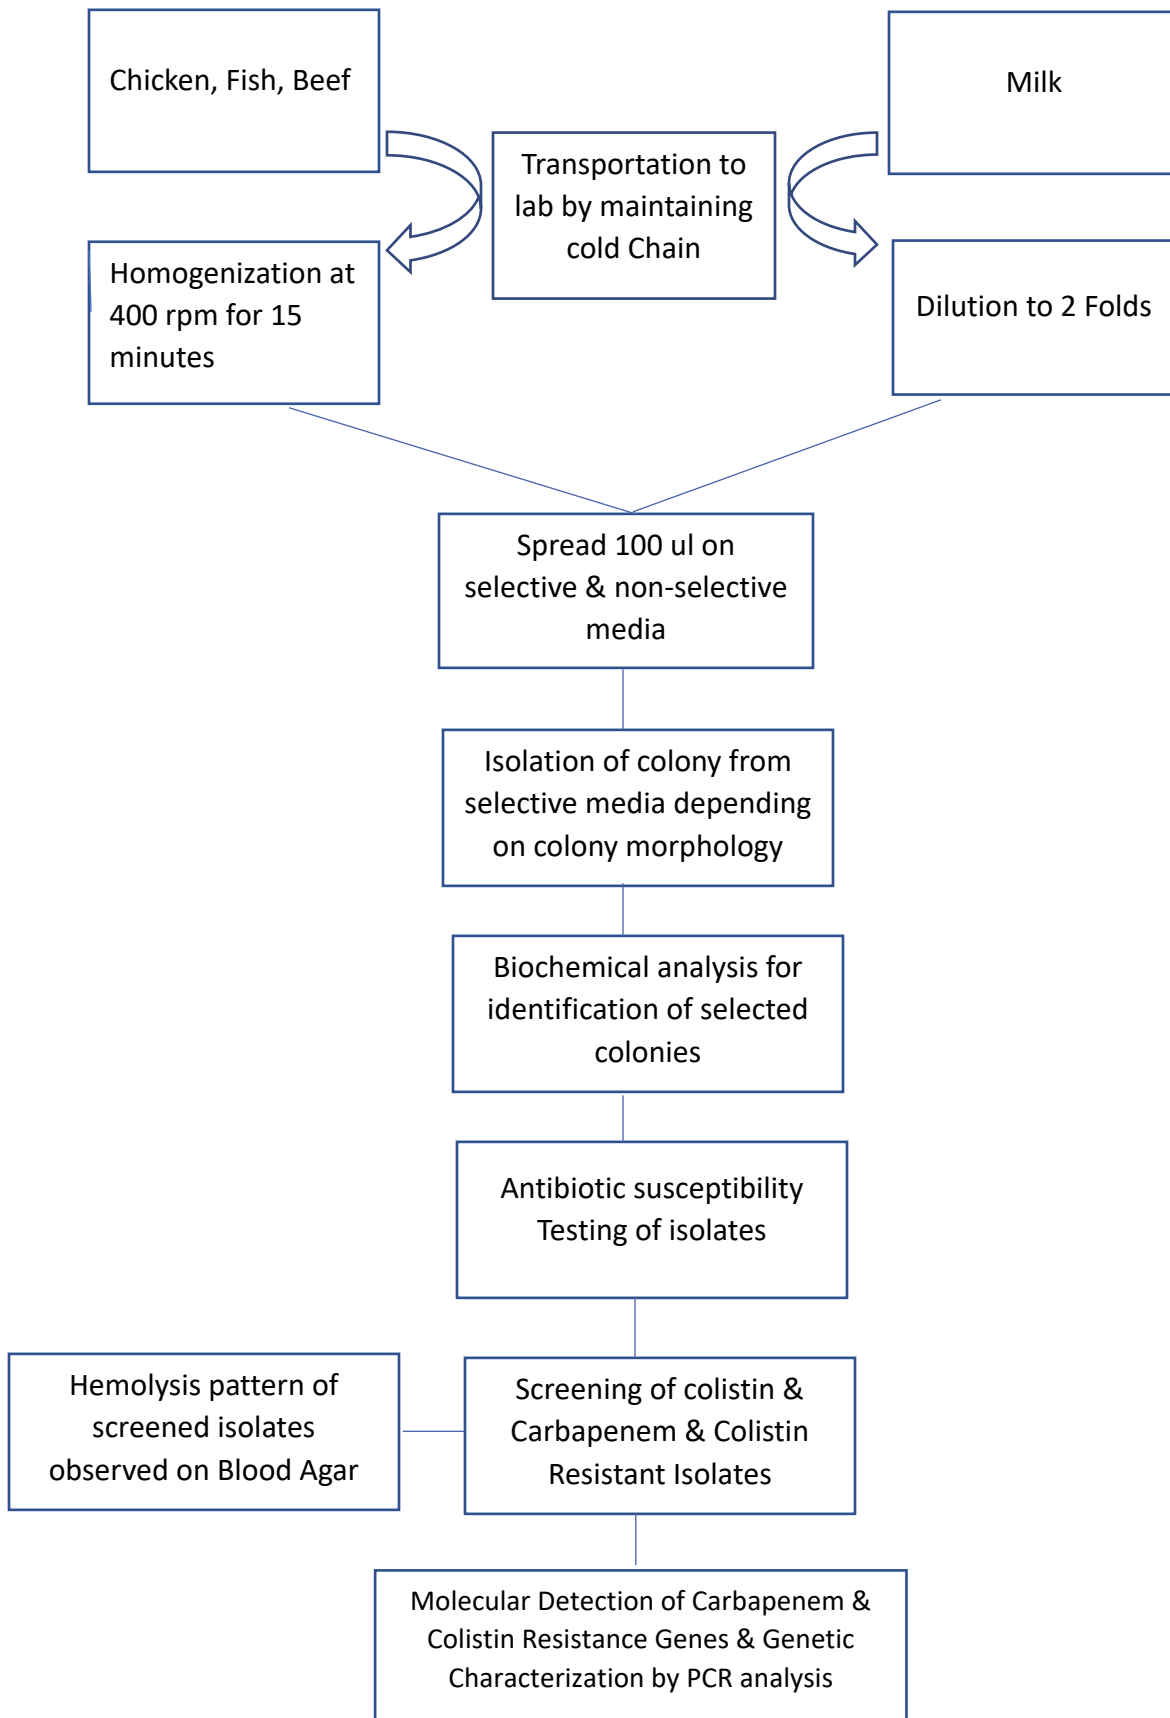 Chicken, Fish, Beef
Milk
Transportation to
lab by maintaining
cold Chain
Homogenization at
400 rpm for 15
minutes
Dilution to 2 Folds
Spread 100 ul on
selective & non-selective
media
Isolation of colony from
selective media depending
on colony morphology
Biochemical analysis for
identification of selected
colonies
Antibiotic susceptibility
Testing of isolates
Hemolysis pattern of
screened isolates
observed on Blood Agar
Screening of colistin &
Carbapenem & Colistin
Resistant Isolates
Molecular Detection of Carbapenem &
Colistin Resistance Genes & Genetic
Characterization by PCR analysis